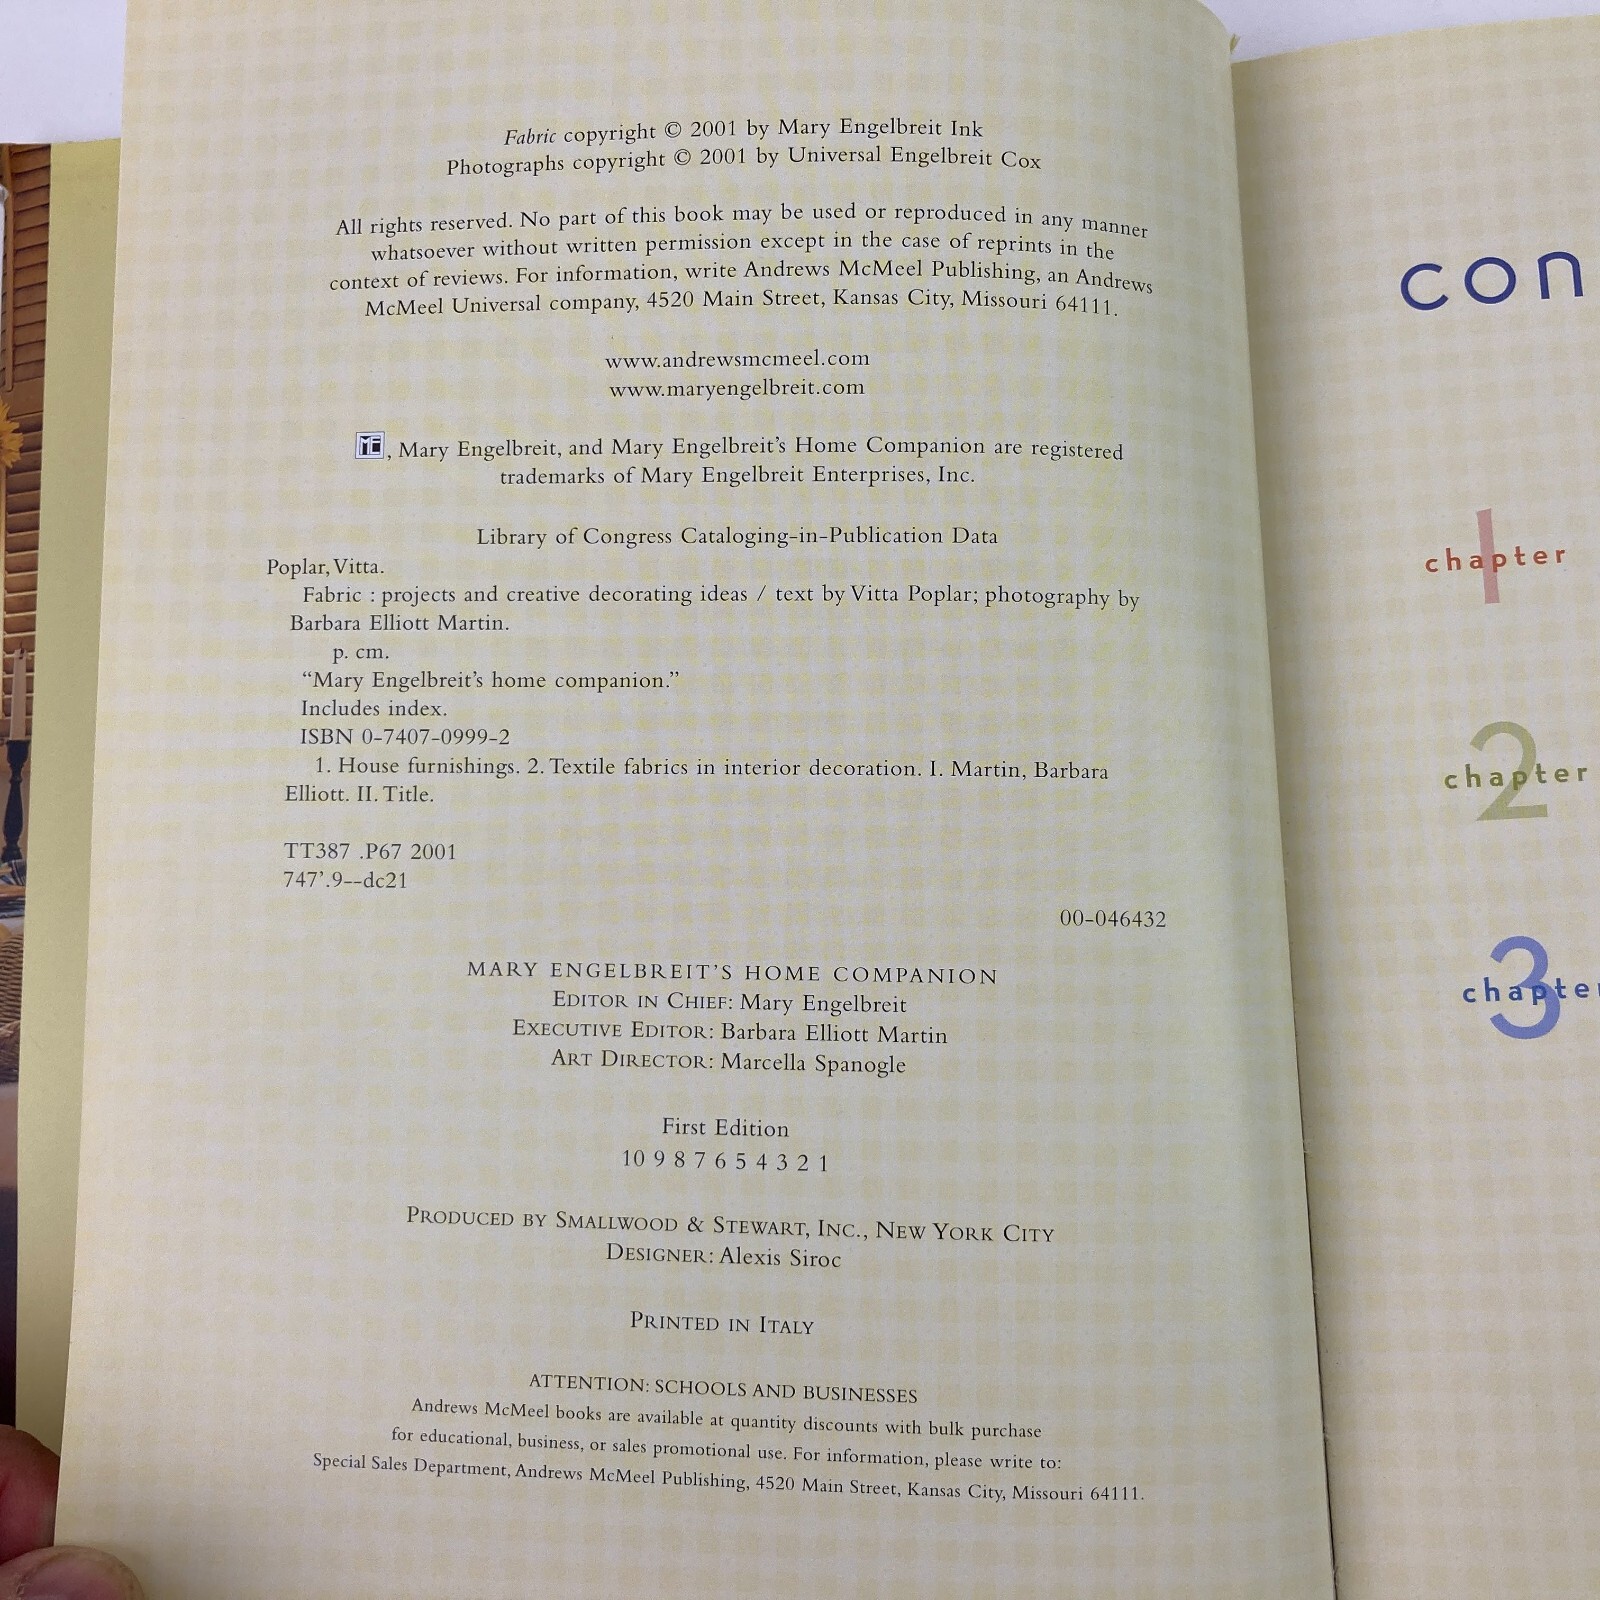 Fabric copyright © 2001 by Mary Engelbreit Ink
Photographs copyright © 2001 by Universal Engelbreit Cox
All rights reserved. No part of this book may be used or reproduced in any manner
whatsoever without written permission except in the case of reprints in the
context of reviews. For information, write Andrews McMeel Publishing, an Andrews
McMeel Universal company, 4520 Main Street, Kansas City, Missouri 64111.
www.andrewsmcmeel.com
www.maryengelbreit.com
ME, Mary Engelbreit, and Mary Engelbreit's Home Companion are registered
trademarks of Mary Engelbreit Enterprises, Inc.
Library of Congress Cataloging-in-Publication Data
Poplar, Vitta.
Fabric : projects and creative decorating ideas / text by Vitta Poplar; photography by
Barbara Elliott Martin.
p. cm.
"Mary Engelbreit's home companion."
Includes index.
ISBN 0-7407-0999-2
1. House furnishings. 2. Textile fabrics in interior decoration. I. Martin, Barbara
Elliott. II. Title.
TT387 .P67 2001
747'.9--dc21
00-046432
MARY ENGELBREIT'S HOME COMPANION
EDITOR IN CHIEF: Mary Engelbreit
EXECUTIVE EDITOR: Barbara Elliott Martin
ART DIRECTOR: Marcella Spanogle
First Edition
10 9 8 7 6 5 4 3 2 1
PRODUCED BY SMALLWOOD & STEWART, INC., NEW YORK CITY
DESIGNER: Alexis Siroc
PRINTED IN ITALY
ATTENTION: SCHOOLS AND BUSINESSES
Andrews McMeel books are available at quantity discounts with bulk purchase
for educational, business, or sales promotional use. For information, please write to:
Special Sales Department, Andrews McMeel Publishing, 4520 Main Street, Kansas City, Missouri 64111.
con
chapter 1
chapter 2
chapter 3